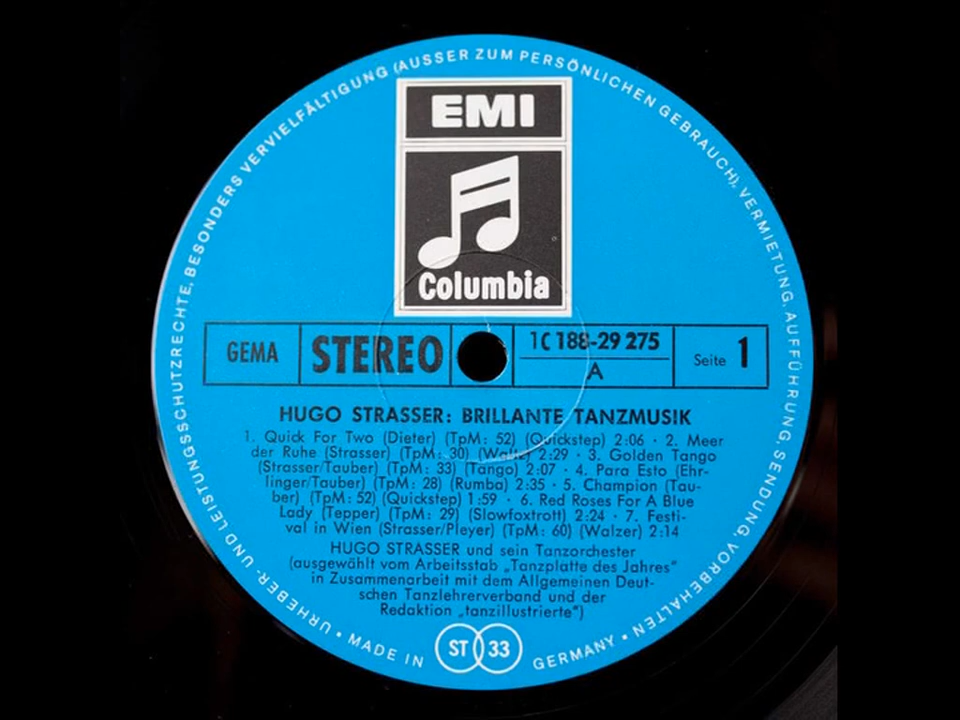 URHEBER- UND LEISTUNGSSCHUTZRECHTE, BESONDERS VERVIELFÄLTIGUNG (AUSSER ZUM PERSÖNLICHEN GEBRAUCH), VERMIETUNG, AUFFÜHRUNG, SENDUNG, VORBEHALTEN •
EMI
Columbia
GEMA
STEREO
1C 188-29 275
A
Seite 1
HUGO STRASSER: BRILLANTE TANZMUSIK
1. Quick For Two (Dieter) (TpM: 52) (Quickstep) 2:06 · 2. Meer
der Ruhe (Strasser) (TpM: 30) (Waltz) 2:29 · 3. Golden Tango
(Strasser/Tauber) (TpM: 33) (Tango) 2:07 · 4. Para Esto (Ehr-
linger/Tauber) (TpM: 28) (Rumba) 2:35 · 5. Champion (Tau-
ber) (TpM: 52) (Quickstep) 1:59 · 6. Red Roses For A Blue
Lady (Tepper) (TpM: 29) (Slowfoxtrott) 2:24 · 7. Festi-
val in Wien (Strasser/Pleyer) (TpM: 60) (Walzer) 2:14
HUGO STRASSER und sein Tanzorchester
(ausgewählt vom Arbeitsstab „Tanzplatte des Jahres"
in Zusammenarbeit mit dem Allgemeinen Deut-
schen Tanzlehrerverband und der
Redaktion „tanzillustrierte")
• MADE IN
ST 33
GERMANY